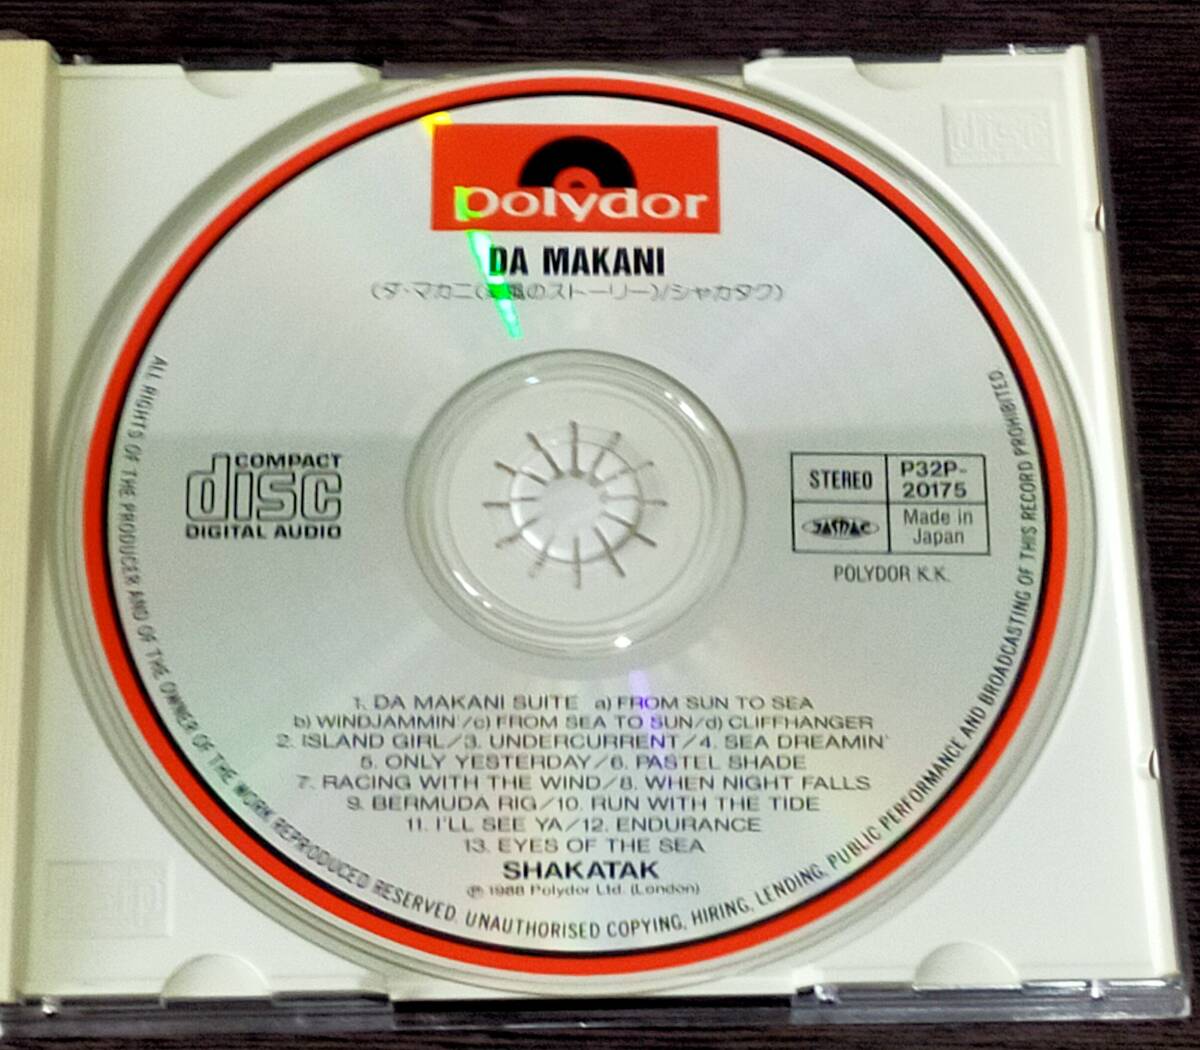 disc
polydor
DA MAKANI
(ダ・マカニ(風のストーリー)/シャカタク)
COMPACT
disc
DIGITAL AUDIO
STEREO
P32P-
20175
JASRAC
Made in
Japan
POLYDOR K.K.
1. DA MAKANI SUITE a) FROM SUN TO SEA
b) WINDJAMMIN'/c) FROM SEA TO SUN/d) CLIFFHANGER
2. ISLAND GIRL/3. UNDERCURRENT/4. SEA DREAMIN'
5. ONLY YESTERDAY/6. PASTEL SHADE
7. RACING WITH THE WIND/8. WHEN NIGHT FALLS
9. BERMUDA RIG/10. RUN WITH THE TIDE
11. I'LL SEE YA/12. ENDURANCE
13. EYES OF THE SEA
SHAKATAK
℗ 1988 Polydor Ltd. (London)
ALL RIGHTS OF THE PRODUCER AND OF THE OWNER OF THE WORK REPRODUCED RESERVED. UNAUTHORISED COPYING, HIRING, LENDING, PUBLIC PERFORMANCE AND BROADCASTING OF THIS RECORD PROHIBITED.